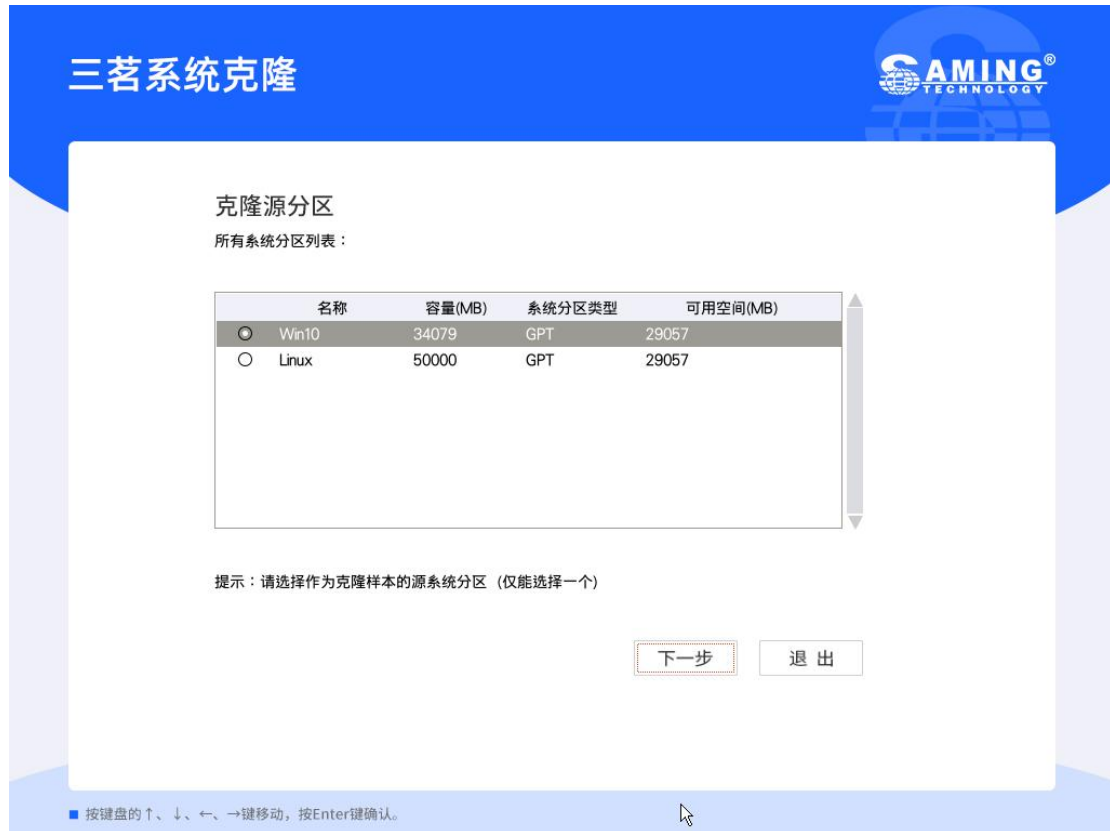 三茗系统克隆
SAMING®
TECHNOLOGY
克隆源分区
所有系统分区列表：
名称 容量(MB) 系统分区类型 可用空间(MB)
Win10 34079 GPT 29057
Linux 50000 GPT 29057
提示：请选择作为克隆样本的源系统分区（仅能选择一个）
下一步 退 出
按键盘的↑、↓、←、→键移动，按Enter键确认。